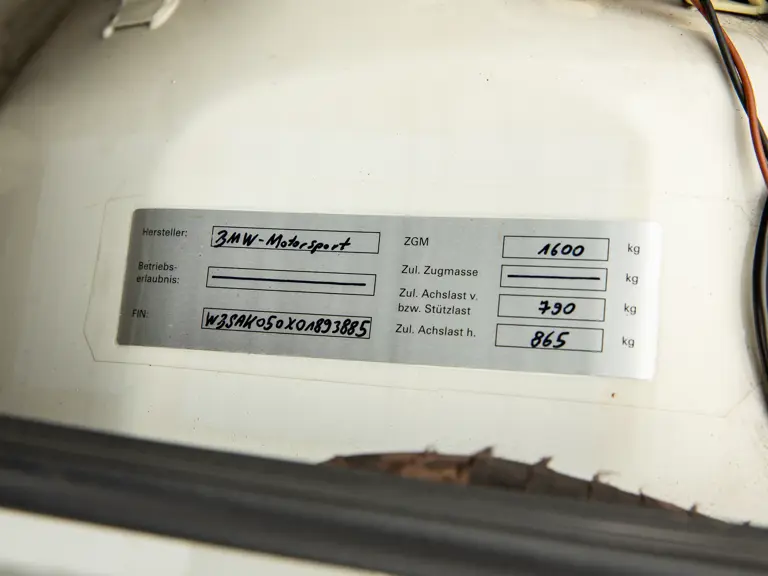 Hersteller: BMW-Motorsport
Betriebs-
erlaubnis:
FIN: WBSAK050X01893885
ZGM 1600 kg
Zul. Zugmasse kg
Zul. Achslast v.
bzw. Stützlast 790 kg
Zul. Achslast h. 865 kg